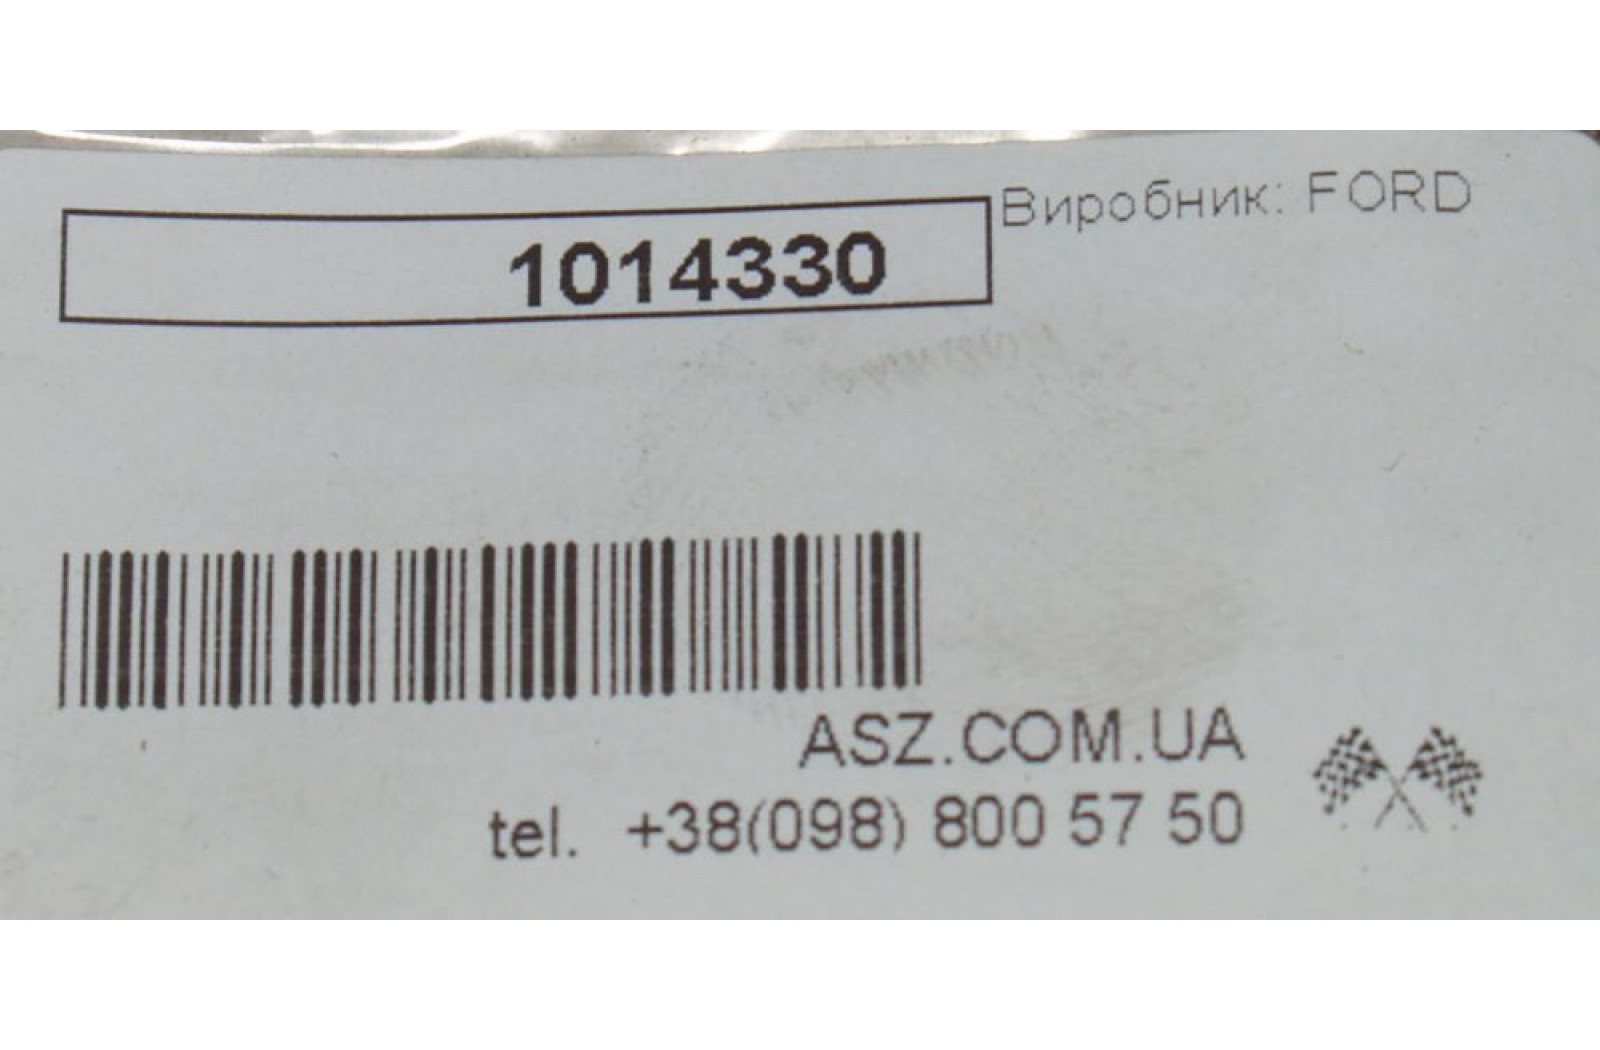 1014330
Виробник: FORD
ASZ.COM.UA
tel. +38(098) 800 57 50